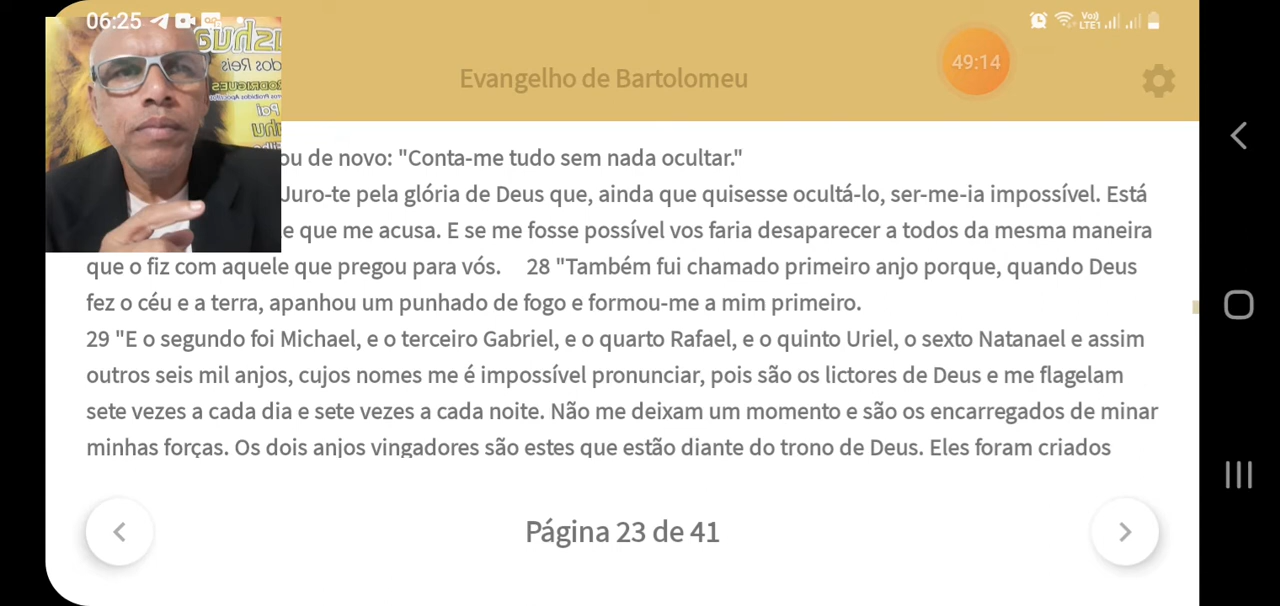 06:25
Vo)) LTE1
Evangelho de Bartolomeu
49:14
ou de novo: "Conta-me tudo sem nada ocultar."
Juro-te pela glória de Deus que, ainda que quisesse ocultá-lo, ser-me-ia impossível. Está
e que me acusa. E se me fosse possível vos faria desaparecer a todos da mesma maneira
que o fiz com aquele que pregou para vós. 28 "Também fui chamado primeiro anjo porque, quando Deus
fez o céu e a terra, apanhou um punhado de fogo e formou-me a mim primeiro.
29 "E o segundo foi Michael, e o terceiro Gabriel, e o quarto Rafael, e o quinto Uriel, o sexto Natanael e assim
outros seis mil anjos, cujos nomes me é impossível pronunciar, pois são os lictores de Deus e me flagelam
sete vezes a cada dia e sete vezes a cada noite. Não me deixam um momento e são os encarregados de minar
minhas forças. Os dois anjos vingadores são estes que estão diante do trono de Deus. Eles foram criados
Página 23 de 41
ushua
dos Reis
RODRIGUES
Pai